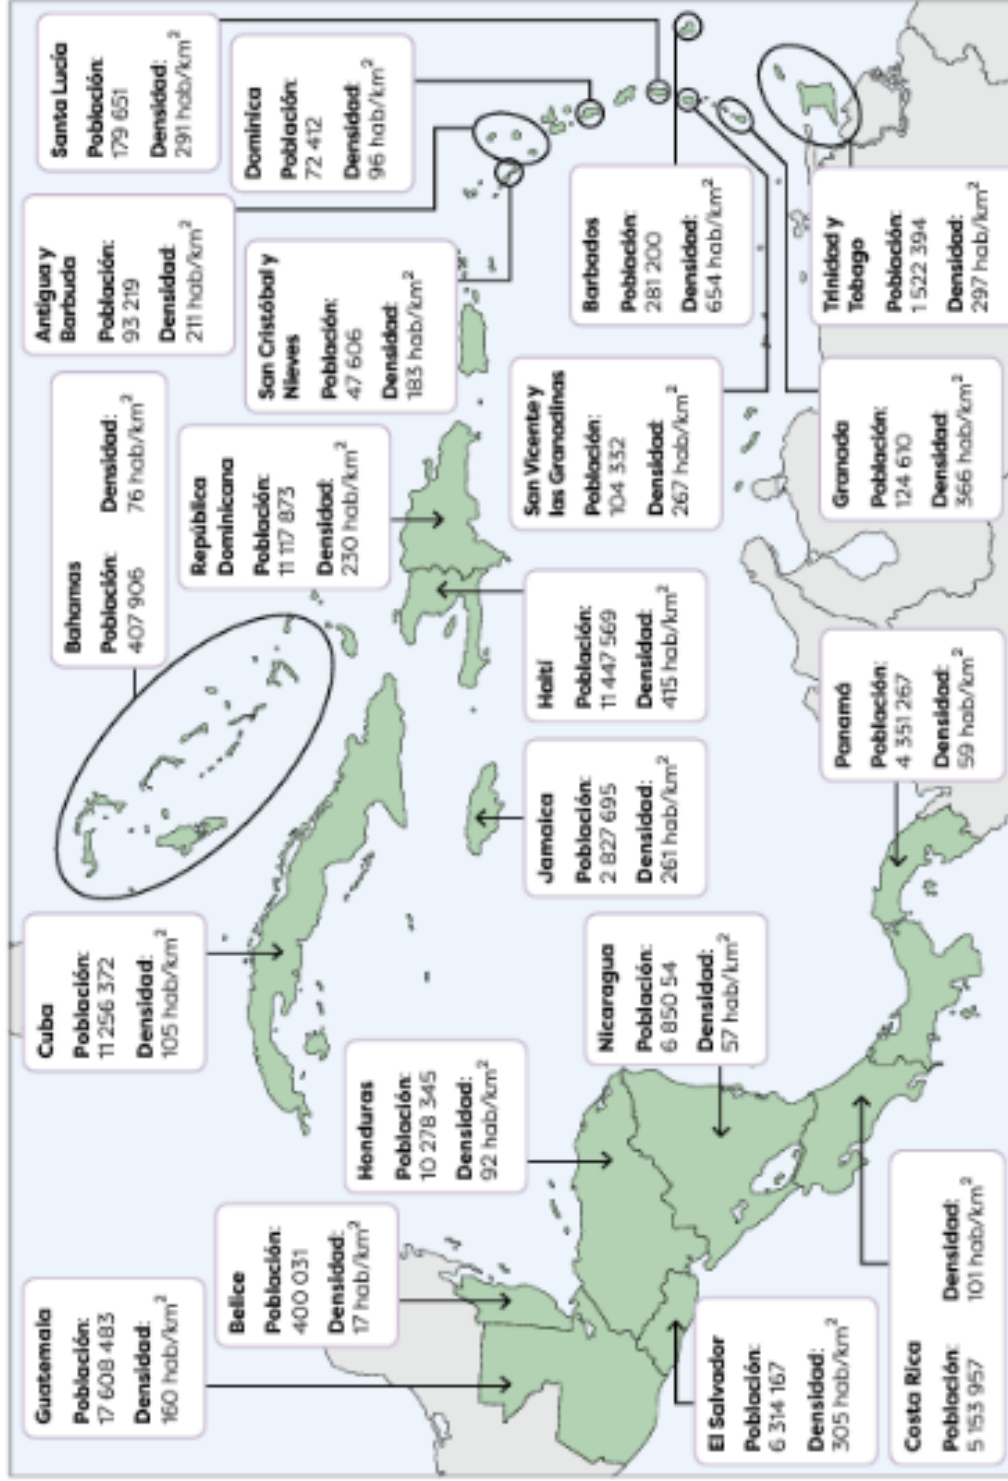 Guatemala
Población:
17 608 483
Densidad:
160 hab/km²
Cuba
Población:
11 256 372
Densidad:
105 hab/km²
Bahamas
Población:
407 906
Densidad:
76 hab/km²
Antigua y
Barbuda
Población:
93 219
Densidad:
211 hab/km²
Santa Lucía
Población:
179 651
Densidad:
291 hab/km²
Belice
Población:
400 031
Densidad:
17 hab/km²
Honduras
Población:
10 278 345
Densidad:
92 hab/km²
República
Dominicana
Población:
11 117 873
Densidad:
230 hab/km²
San Cristóbal y
Nieves
Población:
47 606
Densidad:
183 hab/km²
Dominica
Población:
72 412
Densidad:
96 hab/km²
Nicaragua
Población:
6 850 54
Densidad:
57 hab/km²
Jamaica
Población:
2 827 695
Densidad:
261 hab/km²
Haití
Población:
11 447 569
Densidad:
415 hab/km²
San Vicente y
las Granadinas
Población:
104 332
Densidad:
267 hab/km²
Barbados
Población:
281 200
Densidad:
654 hab/km²
El Salvador
Población:
6 314 167
Densidad:
305 hab/km²
Costa Rica
Población:
5 153 957
Densidad:
101 hab/km²
Panamá
Población:
4 351 267
Densidad:
59 hab/km²
Granada
Población:
124 610
Densidad:
366 hab/km²
Trinidad y
Tobago
Población:
1 522 394
Densidad:
297 hab/km²